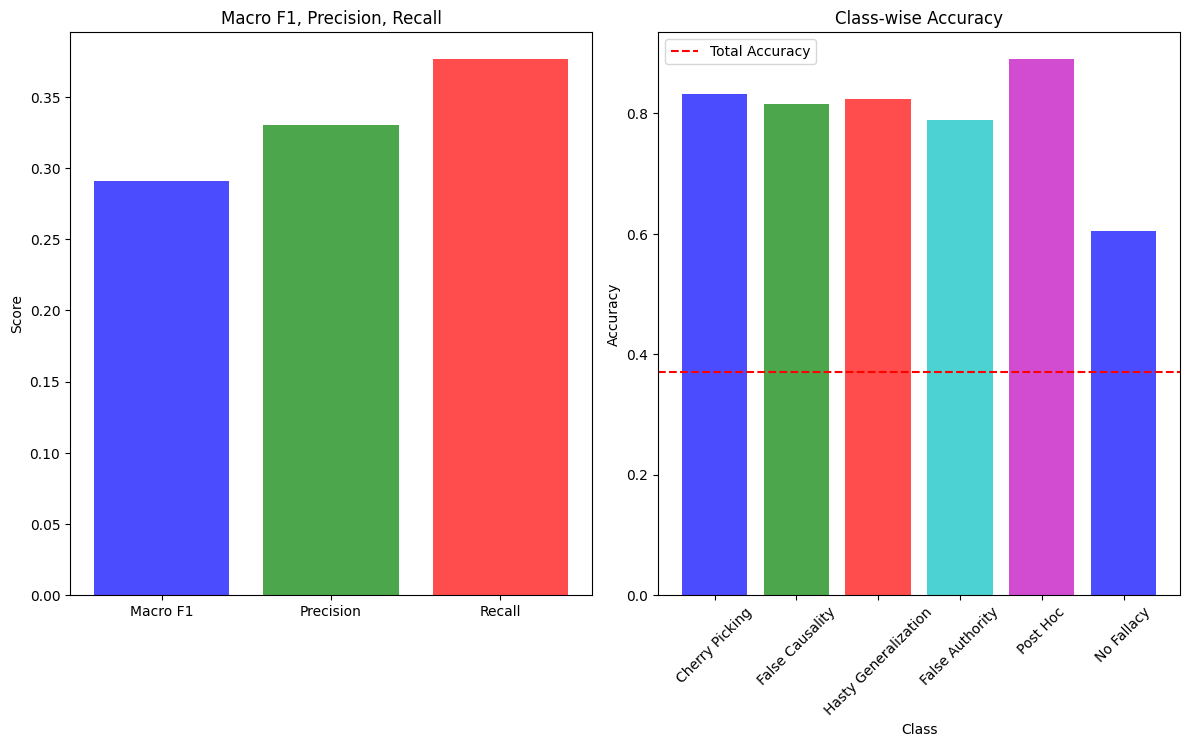 Macro F1, Precision, Recall
Score
0.35
0.30
0.25
0.20
0.15
0.10
0.05
0.00
Macro F1
Precision
Recall
Class-wise Accuracy
Total Accuracy
Accuracy
0.8
0.6
0.4
0.2
0.0
Cherry Picking
False Causality
Hasty Generalization
False Authority
Post Hoc
No Fallacy
Class